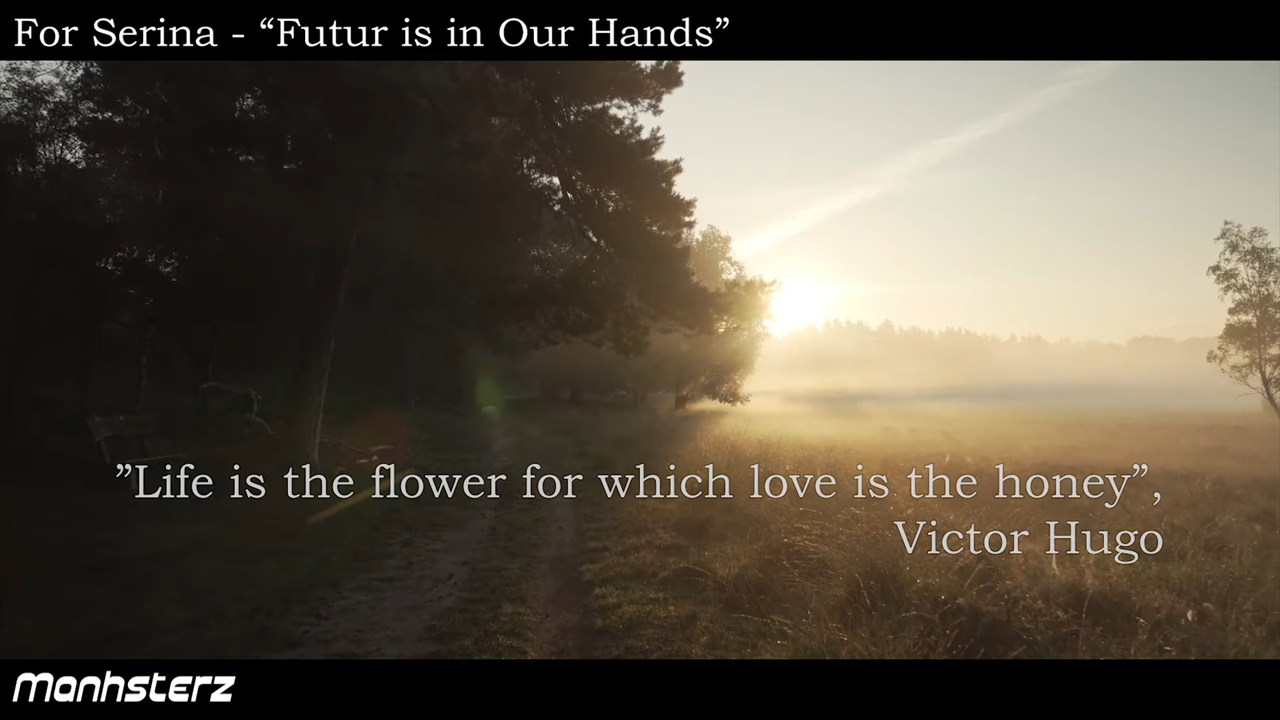 For Serina - “Futur is in Our Hands”
”Life is the flower for which love is the honey”,
Victor Hugo
Manhsterz